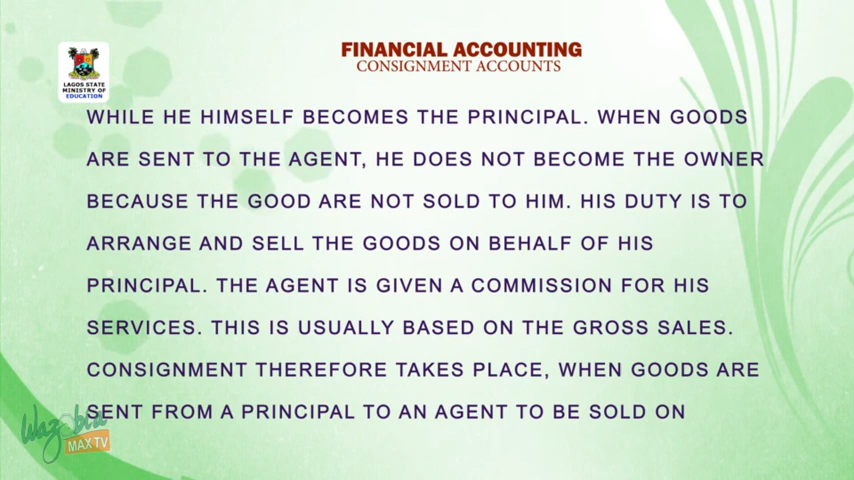 FINANCIAL ACCOUNTING
CONSIGNMENT ACCOUNTS
LAGOS STATE
MINISTRY OF
EDUCATION
WHILE HE HIMSELF BECOMES THE PRINCIPAL. WHEN GOODS
ARE SENT TO THE AGENT, HE DOES NOT BECOME THE OWNER
BECAUSE THE GOOD ARE NOT SOLD TO HIM. HIS DUTY IS TO
ARRANGE AND SELL THE GOODS ON BEHALF OF HIS
PRINCIPAL. THE AGENT IS GIVEN A COMMISSION FOR HIS
SERVICES. THIS IS USUALLY BASED ON THE GROSS SALES.
CONSIGNMENT THEREFORE TAKES PLACE, WHEN GOODS ARE
SENT FROM A PRINCIPAL TO AN AGENT TO BE SOLD ON
Wazobia
MAX TV